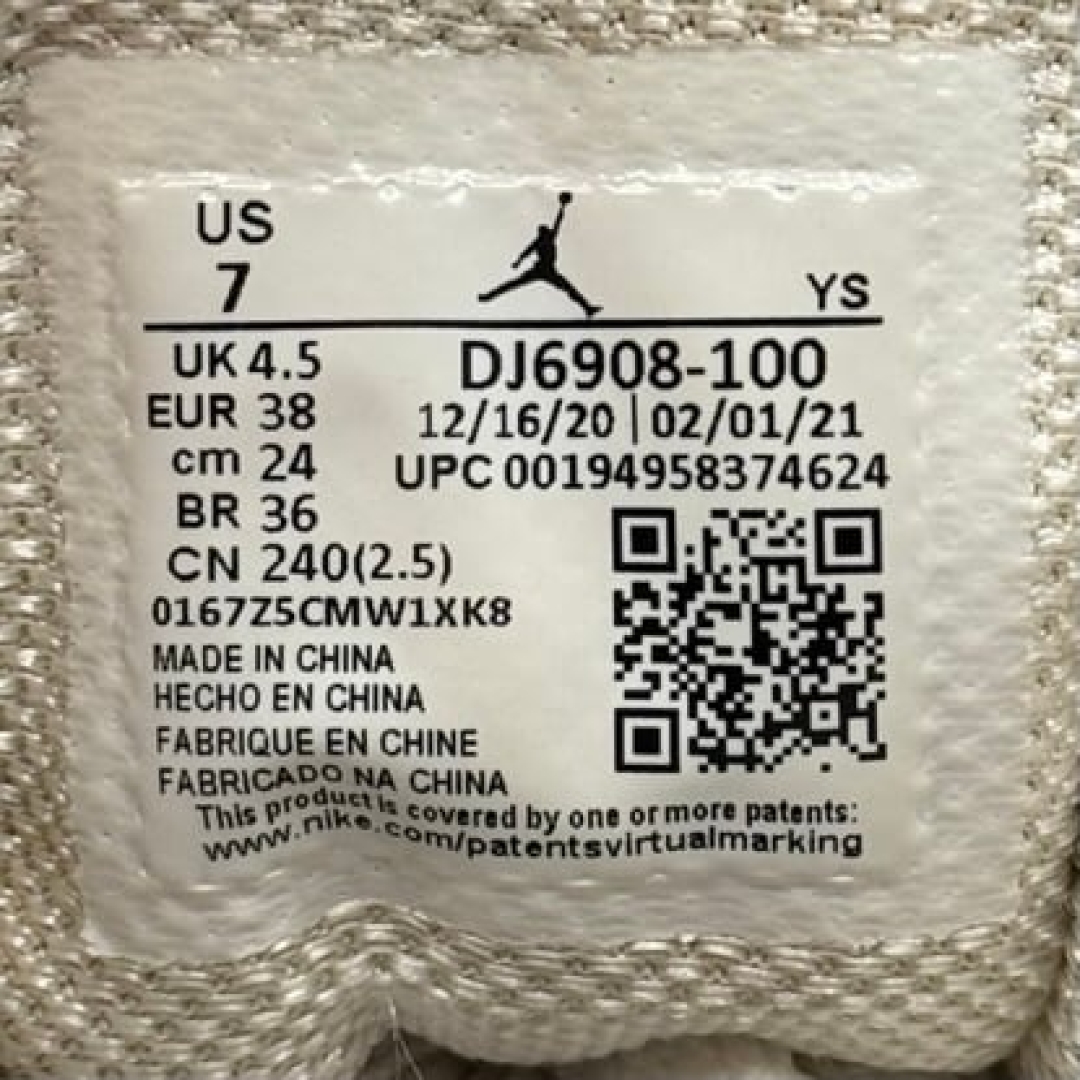 US
7
YS
UK 4.5
DJ6908-100
EUR 38
12/16/20 | 02/01/21
cm 24
UPC 00194958374624
BR 36
CN 240(2.5)
0167Z5CMW1XK8
MADE IN CHINA
HECHO EN CHINA
FABRIQUE EN CHINE
FABRICADO NA CHINA
This product is covered by one or more patents:
www.nike.com/patentsvirtualmarking